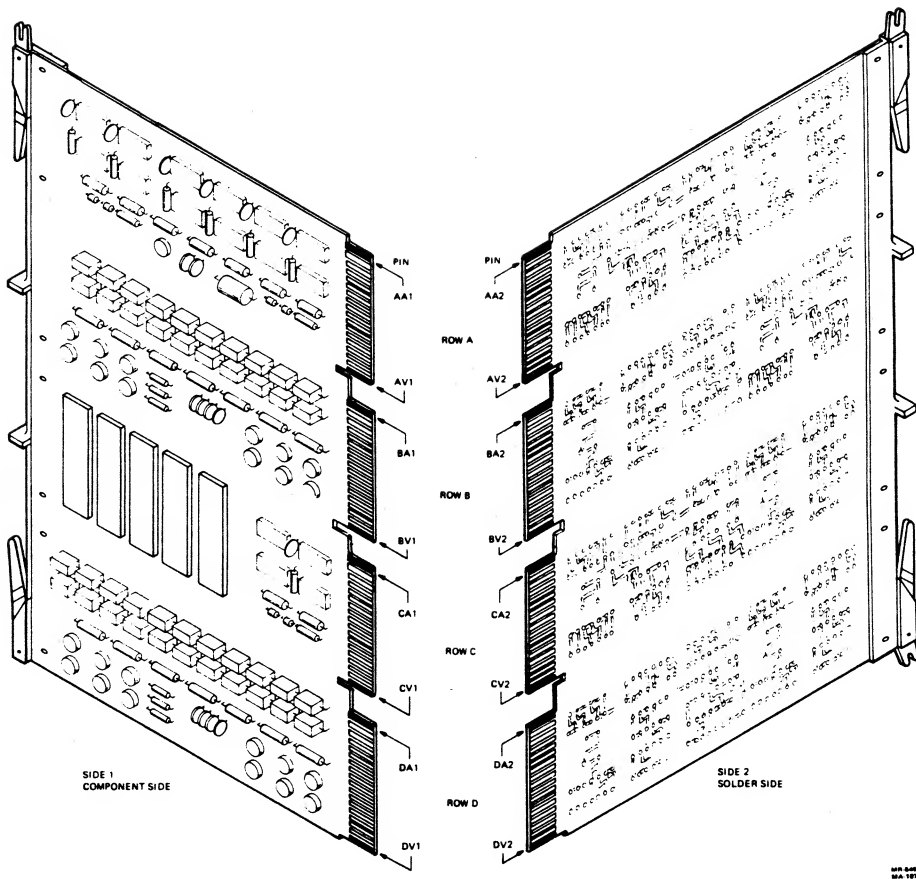 PIN
AA1
AV1
BA1
BV1
CA1
CV1
DA1
DV1
ROW A
ROW B
ROW C
ROW D
PIN
AA2
AV2
BA2
BV2
CA2
CV2
DA2
DV2
SIDE 1
COMPONENT SIDE
SIDE 2
SOLDER SIDE